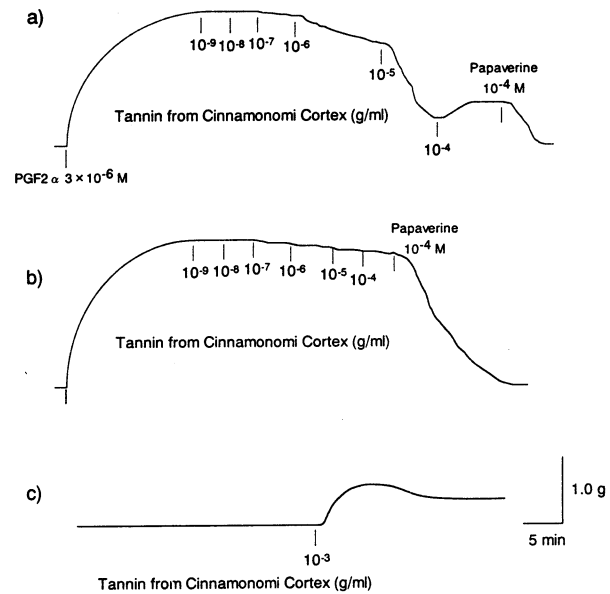 a)
10-9 10-8 10-7 10-6
10-5
Papaverine
10-4 M
Tannin from Cinnamonomi Cortex (g/ml)
10-4
PGF2 α 3 × 10-6 M
b)
Papaverine
10-4 M
10-9 10-8 10-7 10-6 10-5 10-4
Tannin from Cinnamonomi Cortex (g/ml)
c)
1.0 g
5 min
10-3
Tannin from Cinnamonomi Cortex (g/ml)